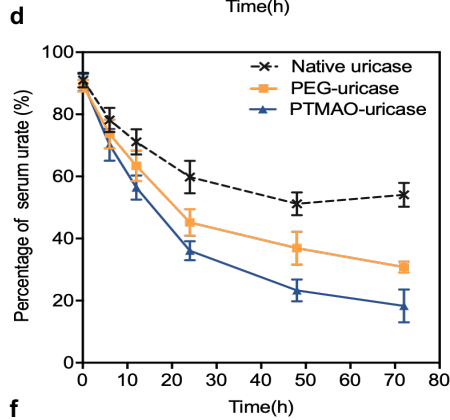 Time(h)
d
100
80
60
40
20
0
Percentage of serum urate (%)
Native uricase
PEG-uricase
PTMAO-uricase
0 10 20 30 40 50 60 70 80
Time(h)
f